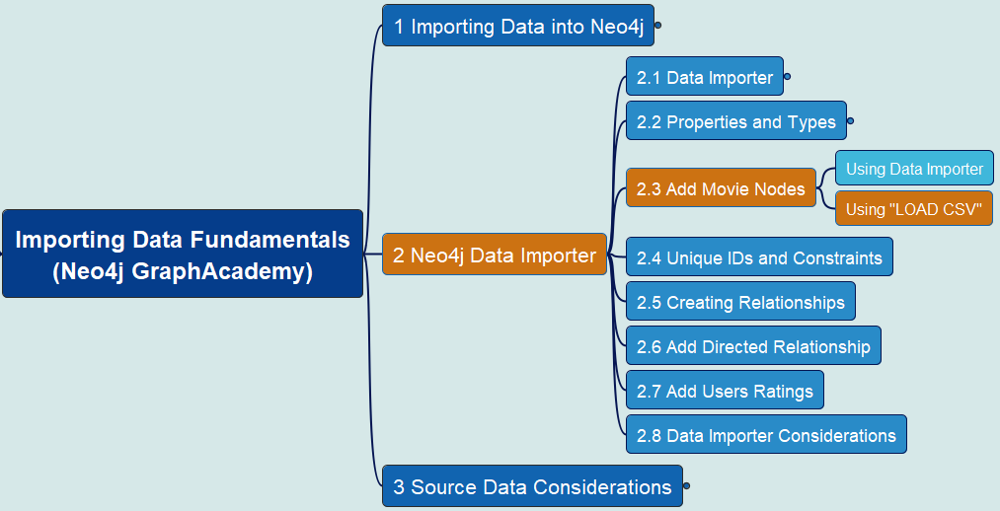 1 Importing Data into Neo4j
2.1 Data Importer
2.2 Properties and Types
Using Data Importer
2.3 Add Movie Nodes
Using "LOAD CSV"
Importing Data Fundamentals
(Neo4j GraphAcademy)
2 Neo4j Data Importer
2.4 Unique IDs and Constraints
2.5 Creating Relationships
2.6 Add Directed Relationship
2.7 Add Users Ratings
2.8 Data Importer Considerations
3 Source Data Considerations